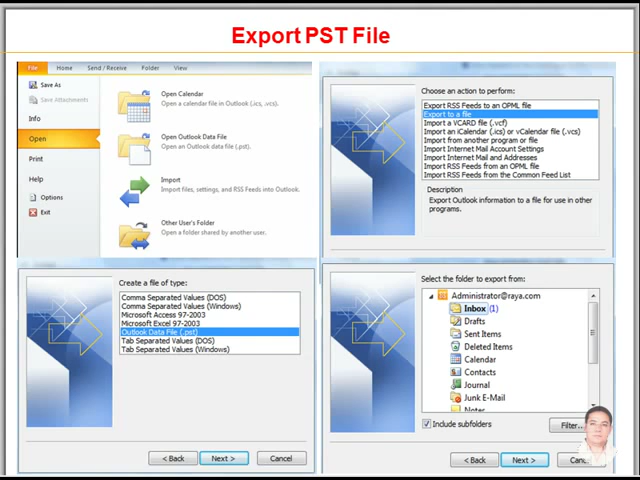 Export PST File
File Home Send / Receive Folder View
Save As
Save Attachments
Info
Open
Print
Help
Options
Exit
Open Calendar
Open a calendar file in Outlook (.ics, .vcs).
Open Outlook Data File
Open an Outlook data file (.pst).
Import
Import files, settings, and RSS Feeds into Outlook.
Other User's Folder
Open a folder shared by another user.
Choose an action to perform:
Export RSS Feeds to an OPML file
Export to a file
Import a VCARD file (.vcf)
Import an iCalendar (.ics) or vCalendar file (.vcs)
Import from another program or file
Import Internet Mail Account Settings
Import Internet Mail and Addresses
Import RSS Feeds from an OPML file
Import RSS Feeds from the Common Feed List
Description
Export Outlook information to a file for use in other
programs.
Create a file of type:
Comma Separated Values (DOS)
Comma Separated Values (Windows)
Microsoft Access 97-2003
Microsoft Excel 97-2003
Outlook Data File (.pst)
Tab Separated Values (DOS)
Tab Separated Values (Windows)
< Back Next > Cancel
Select the folder to export from:
Administrator@raya.com
Inbox (1)
Drafts
Sent Items
Deleted Items
Calendar
Contacts
Journal
Junk E-Mail
Notes
Include subfolders Filter...
< Back Next >